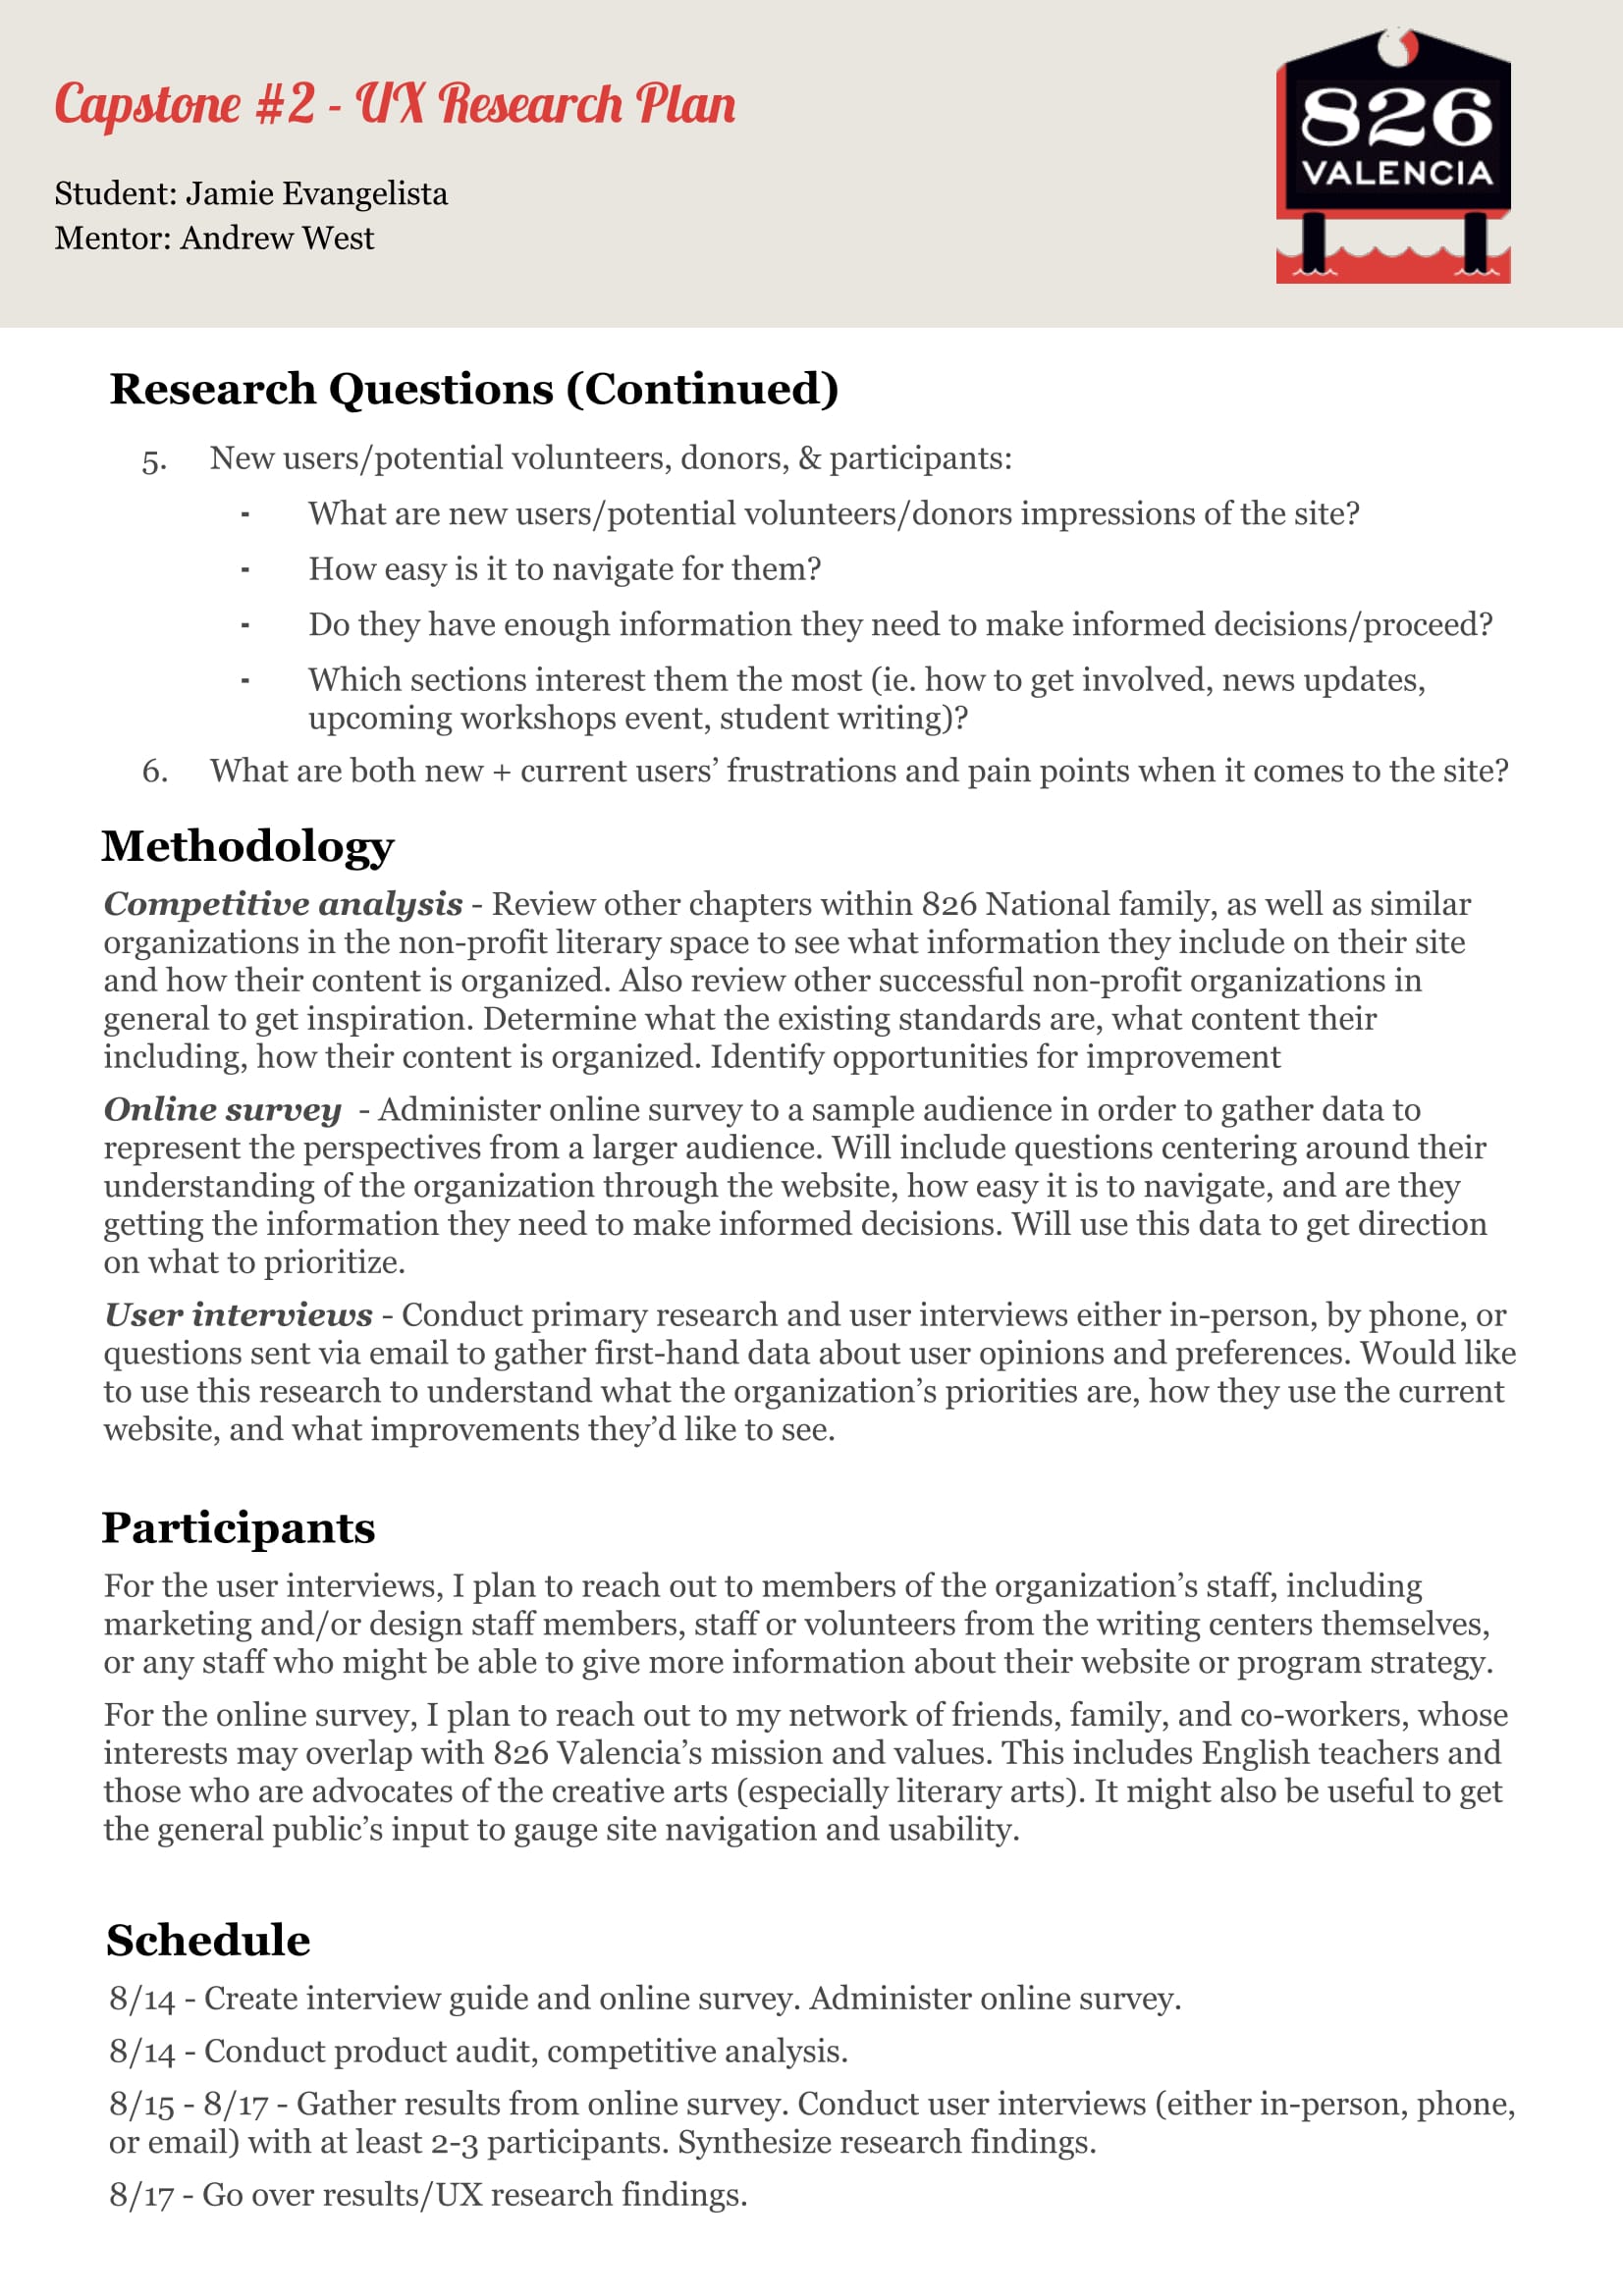 Capstone #2 - UX Research Plan
Student: Jamie Evangelista
Mentor: Andrew West
826
VALENCIA
Research Questions (Continued)
5. New users/potential volunteers, donors, & participants:
- What are new users/potential volunteers/donors impressions of the site?
- How easy is it to navigate for them?
- Do they have enough information they need to make informed decisions/proceed?
- Which sections interest them the most (ie. how to get involved, news updates,
upcoming workshops event, student writing)?
6. What are both new + current users’ frustrations and pain points when it comes to the site?
Methodology
Competitive analysis - Review other chapters within 826 National family, as well as similar
organizations in the non-profit literary space to see what information they include on their site
and how their content is organized. Also review other successful non-profit organizations in
general to get inspiration. Determine what the existing standards are, what content their
including, how their content is organized. Identify opportunities for improvement
Online survey - Administer online survey to a sample audience in order to gather data to
represent the perspectives from a larger audience. Will include questions centering around their
understanding of the organization through the website, how easy it is to navigate, and are they
getting the information they need to make informed decisions. Will use this data to get direction
on what to prioritize.
User interviews - Conduct primary research and user interviews either in-person, by phone, or
questions sent via email to gather first-hand data about user opinions and preferences. Would like
to use this research to understand what the organization’s priorities are, how they use the current
website, and what improvements they’d like to see.
Participants
For the user interviews, I plan to reach out to members of the organization’s staff, including
marketing and/or design staff members, staff or volunteers from the writing centers themselves,
or any staff who might be able to give more information about their website or program strategy.
For the online survey, I plan to reach out to my network of friends, family, and co-workers, whose
interests may overlap with 826 Valencia’s mission and values. This includes English teachers and
those who are advocates of the creative arts (especially literary arts). It might also be useful to get
the general public’s input to gauge site navigation and usability.
Schedule
8/14 - Create interview guide and online survey. Administer online survey.
8/14 - Conduct product audit, competitive analysis.
8/15 - 8/17 - Gather results from online survey. Conduct user interviews (either in-person, phone,
or email) with at least 2-3 participants. Synthesize research findings.
8/17 - Go over results/UX research findings.